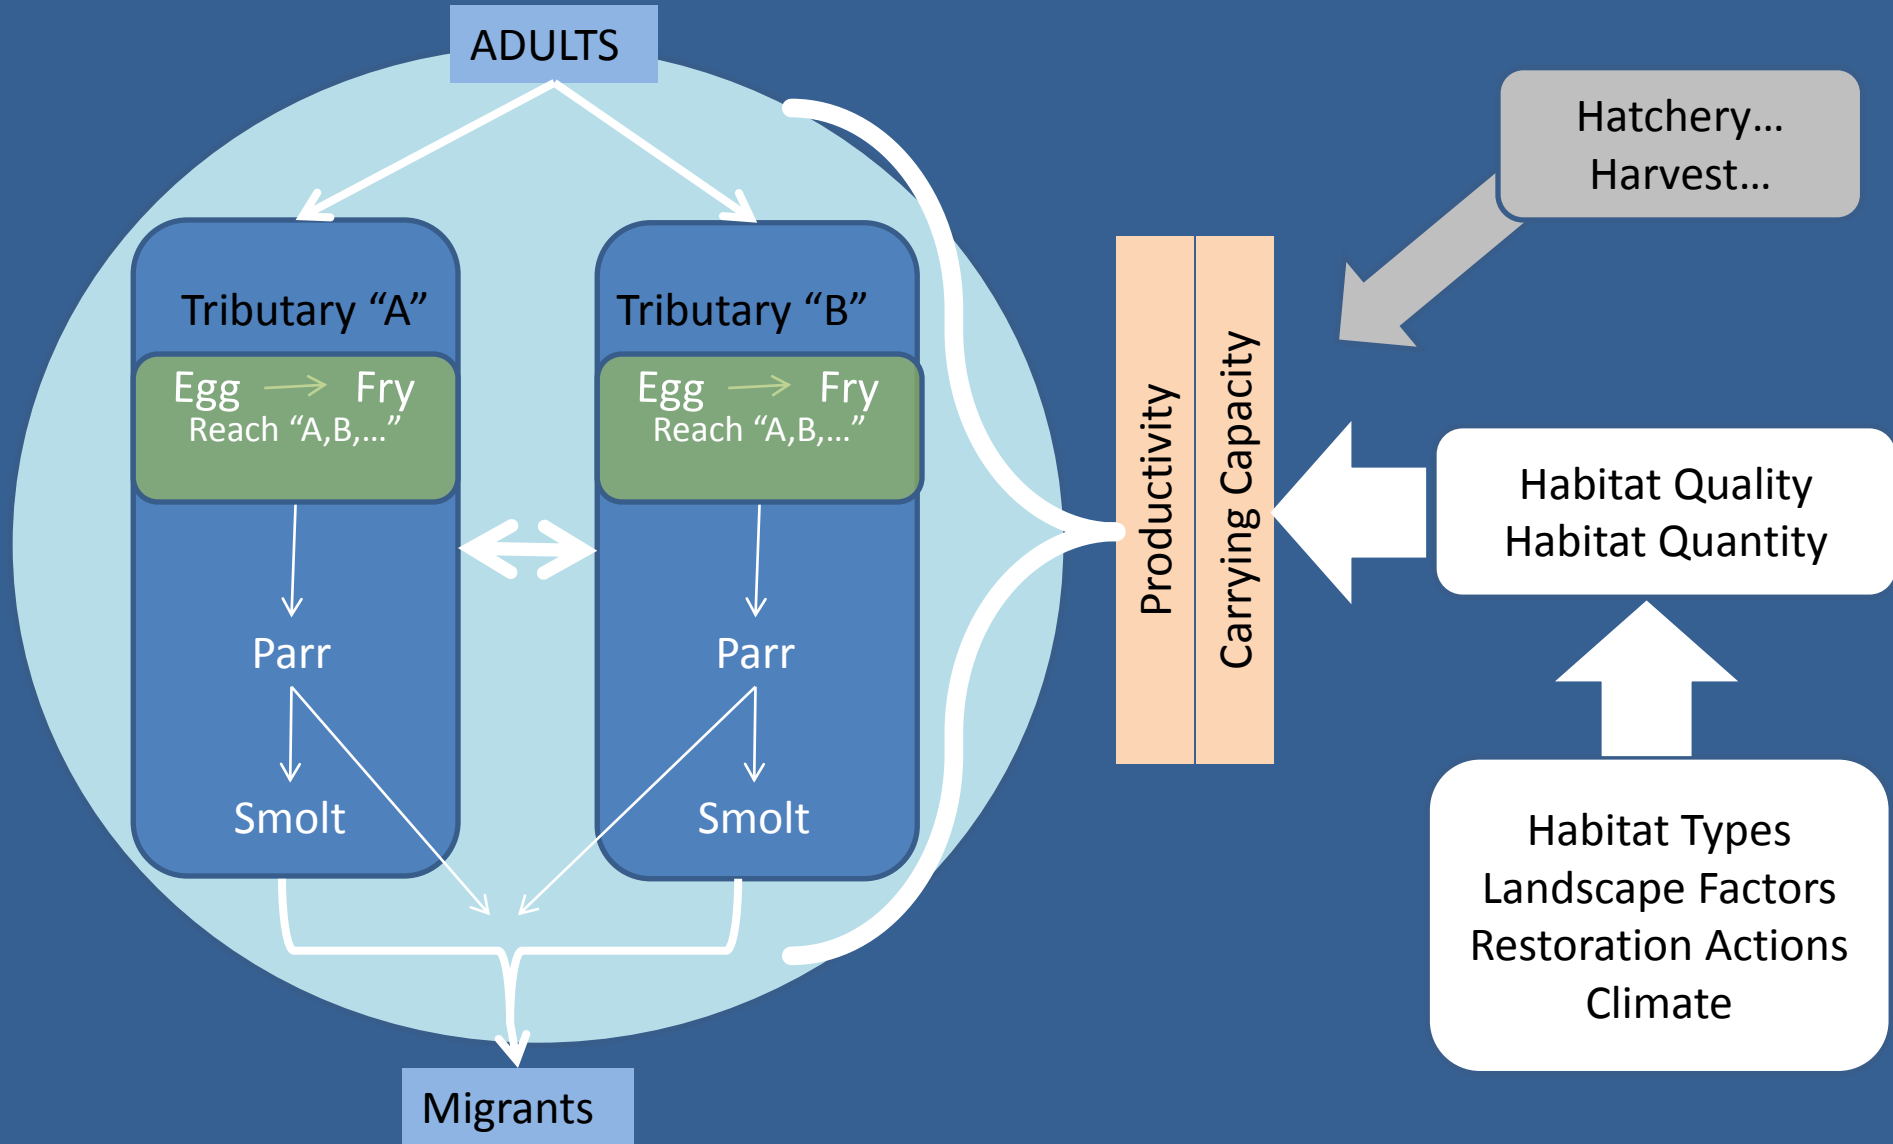 ADULTS
Tributary “A”
Egg Fry
Reach “A,B,...”
Parr
Smolt
Tributary “B”
Egg Fry
Reach “A,B,...”
Parr
Smolt
Migrants
Productivity
Carrying Capacity
Hatchery...
Harvest...
Habitat Quality
Habitat Quantity
Habitat Types
Landscape Factors
Restoration Actions
Climate